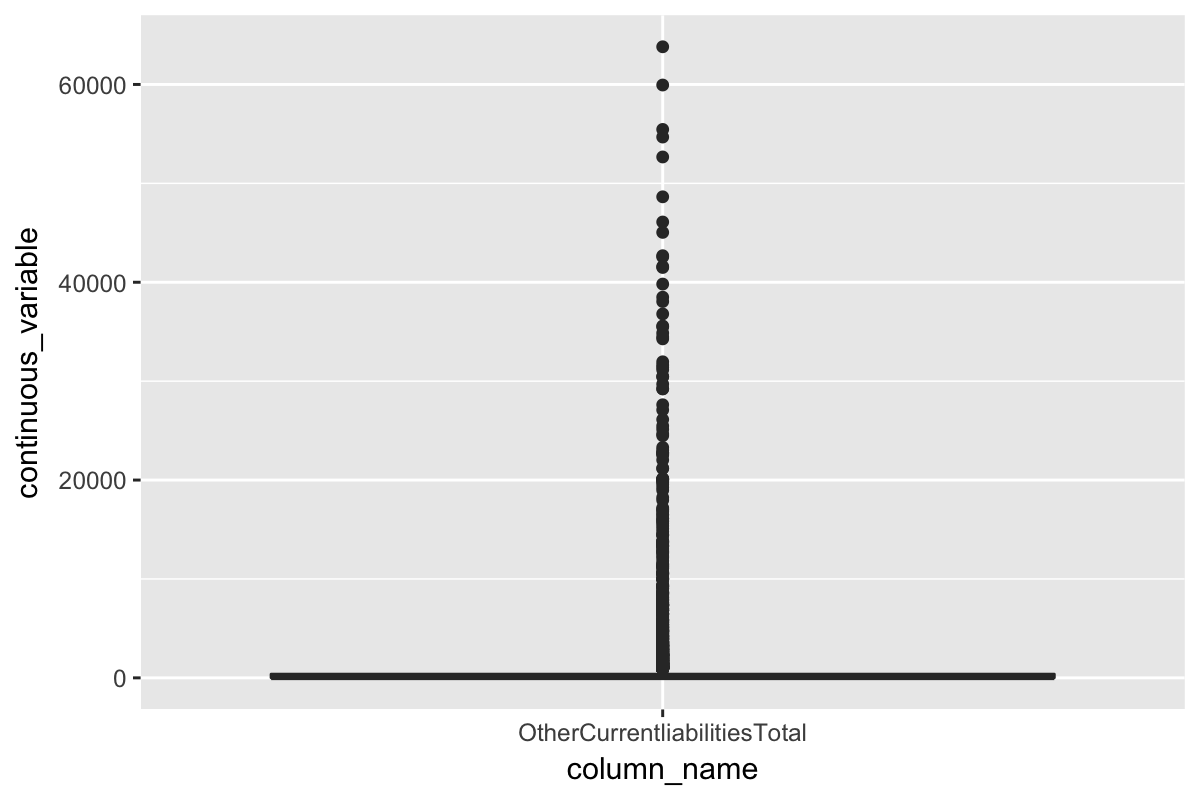 60000
40000
20000
0
continuous_variable
OtherCurrentliabilitiesTotal
column_name